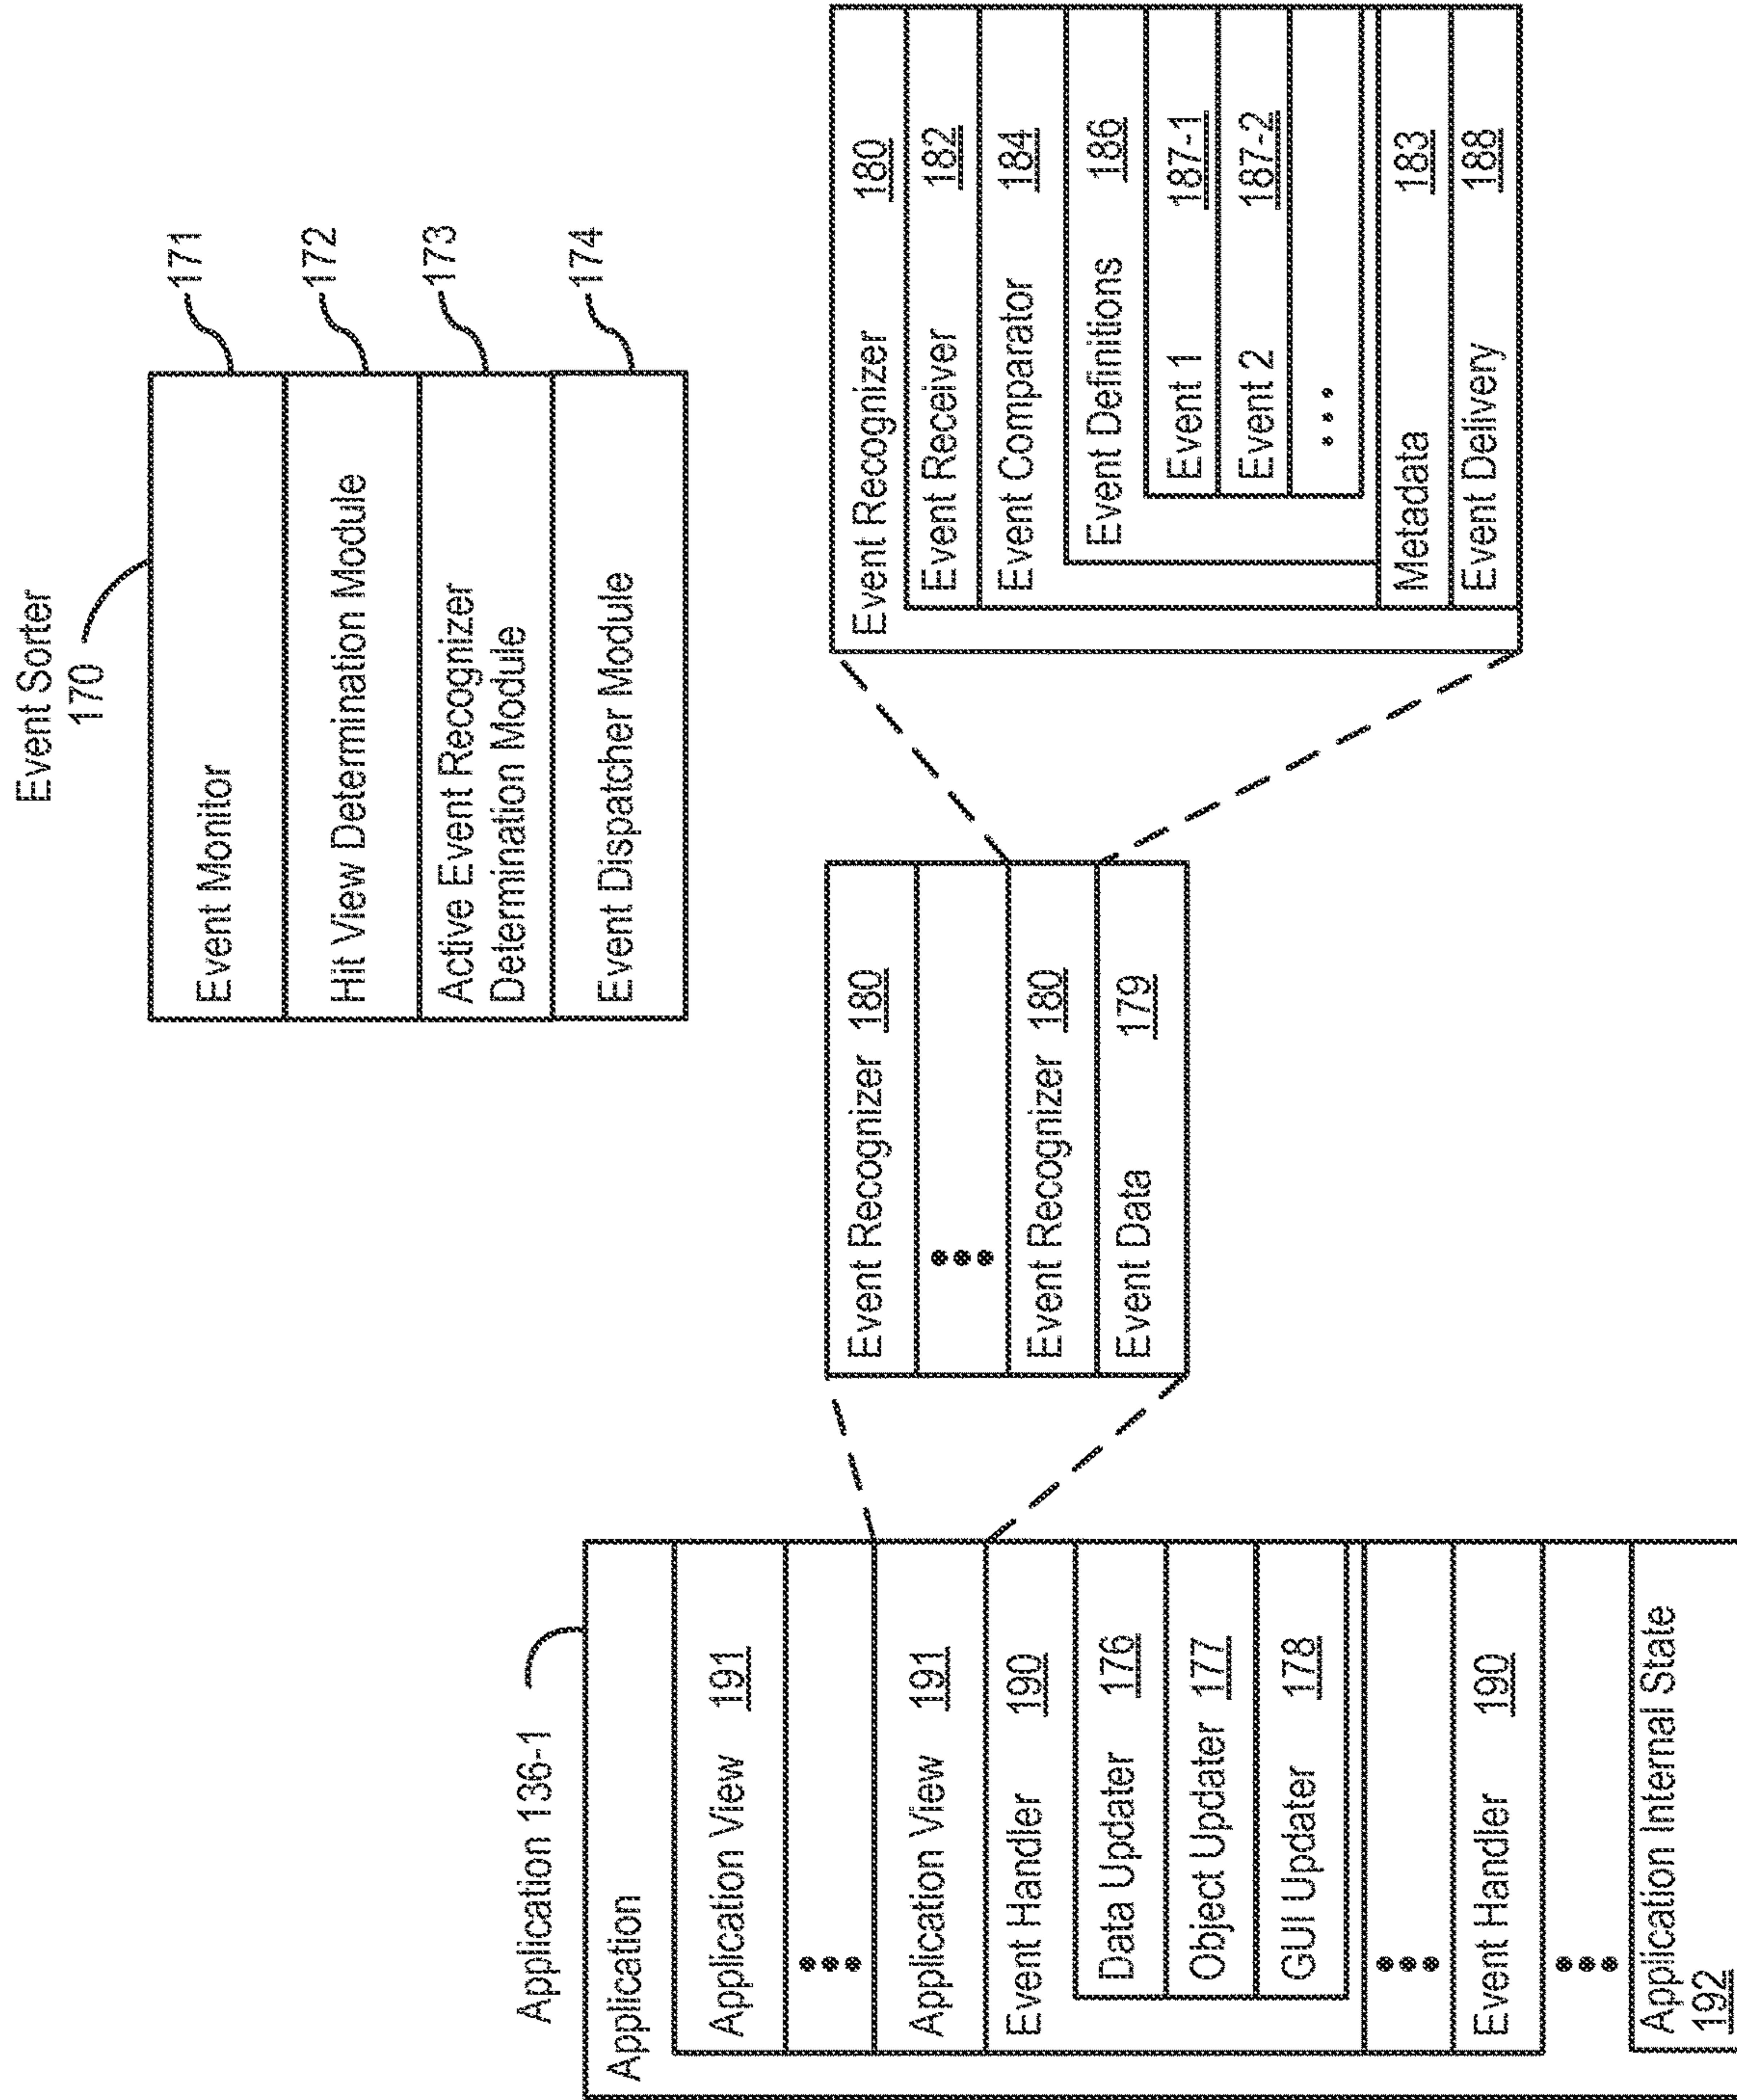 Event Sorter
170
Event Monitor
171
Hit View Determination Module
172
Active Event Recognizer
Determination Module
173
Event Dispatcher Module
174
Application 136-1
Application
Application View 191
Application View 191
Event Handler 190
Data Updater 176
Object Updater 177
GUI Updater 178
Event Handler 190
Application Internal State
192
Event Recognizer 180
Event Recognizer 180
Event Data 179
Event Recognizer 180
Event Receiver 182
Event Comparator 184
Event Definitions 186
Event 1 187-1
Event 2 187-2
Metadata 183
Event Delivery 188